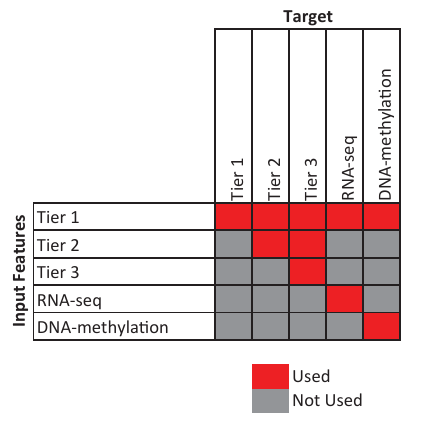 Target
Tier 1
Tier 2
Tier 3
RNA-seq
DNA-methylation
Input Features
Tier 1
Tier 2
Tier 3
RNA-seq
DNA-methylation
Used
Not Used